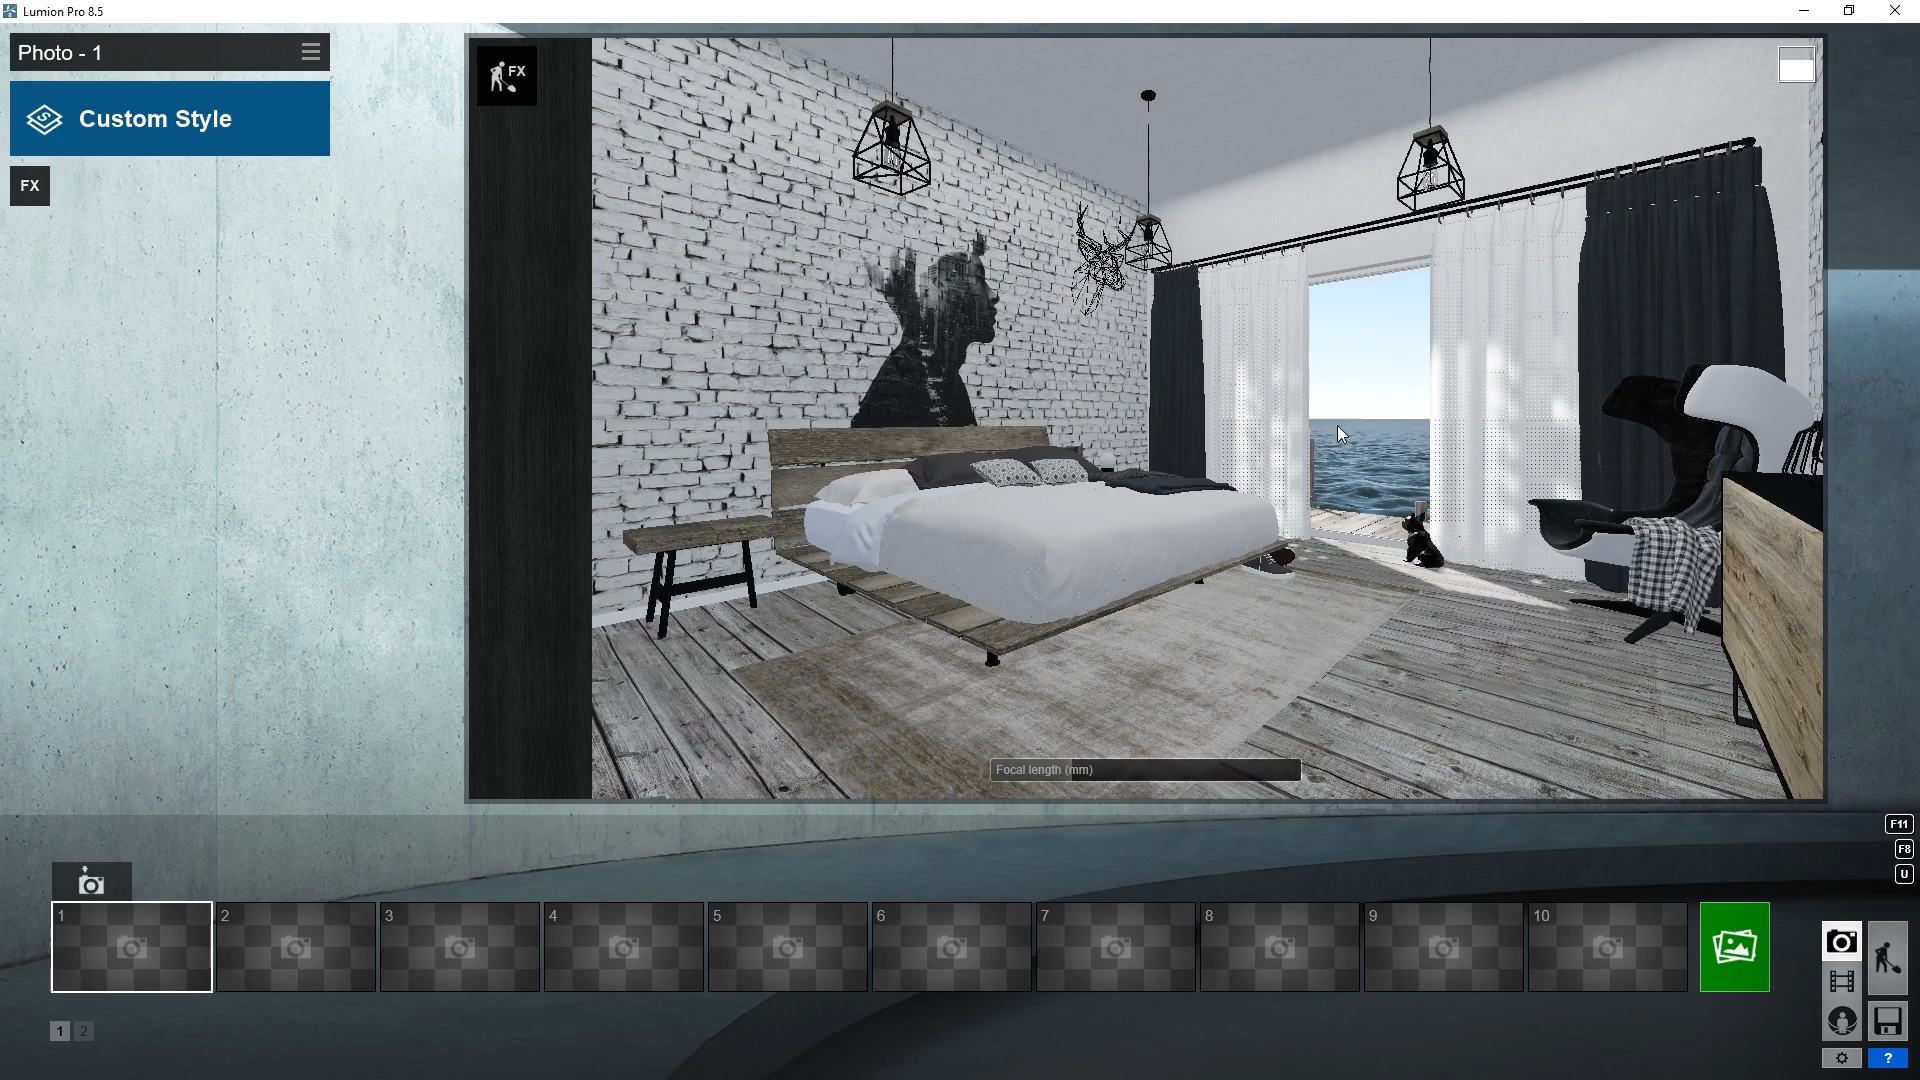 Lumion Pro 8.5
Photo - 1
Custom Style
FX
FX
Focal length (mm)
F11
F8
U
1
2
3
4
5
6
7
8
9
10
1
2
?